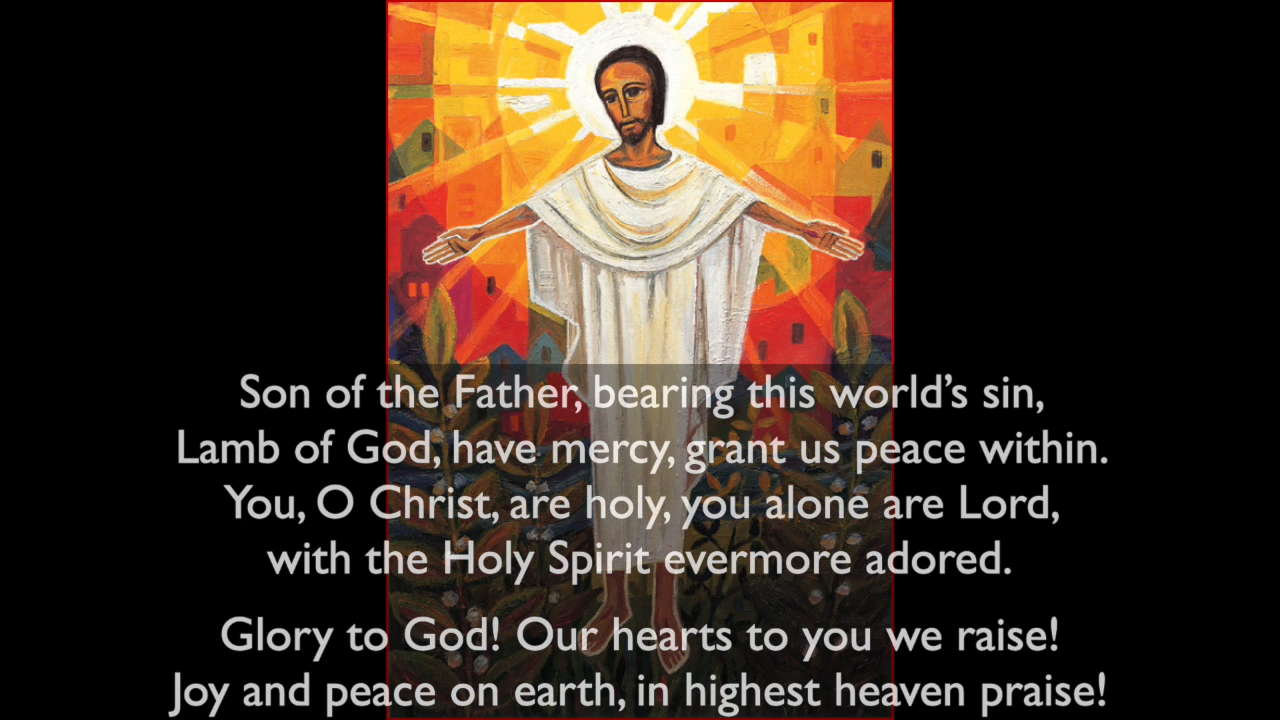 Son of the Father, bearing this world’s sin,
Lamb of God, have mercy, grant us peace within.
You, O Christ, are holy, you alone are Lord,
with the Holy Spirit evermore adored.
Glory to God! Our hearts to you we raise!
Joy and peace on earth, in highest heaven praise!